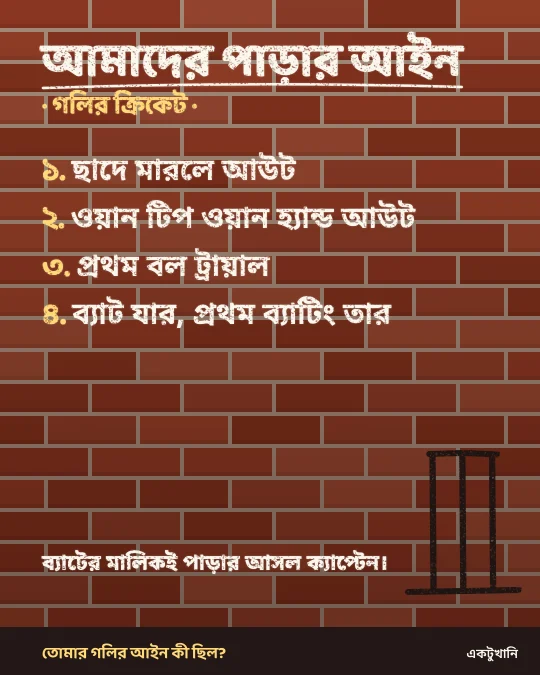 আমাদের পাড়ার আইন
· গলির ক্রিকেট ·
১. ছাদে মারলে আউট
২. ওয়ান টিপ ওয়ান হ্যান্ড আউট
৩. প্রথম বল ট্রায়াল
৪. ব্যাট যার, প্রথম ব্যাটিং তার
ব্যাটের মালিকই পাড়ার আসল ক্যাপ্টেন।
তোমার গলির আইন কী ছিল?
একটুখানি